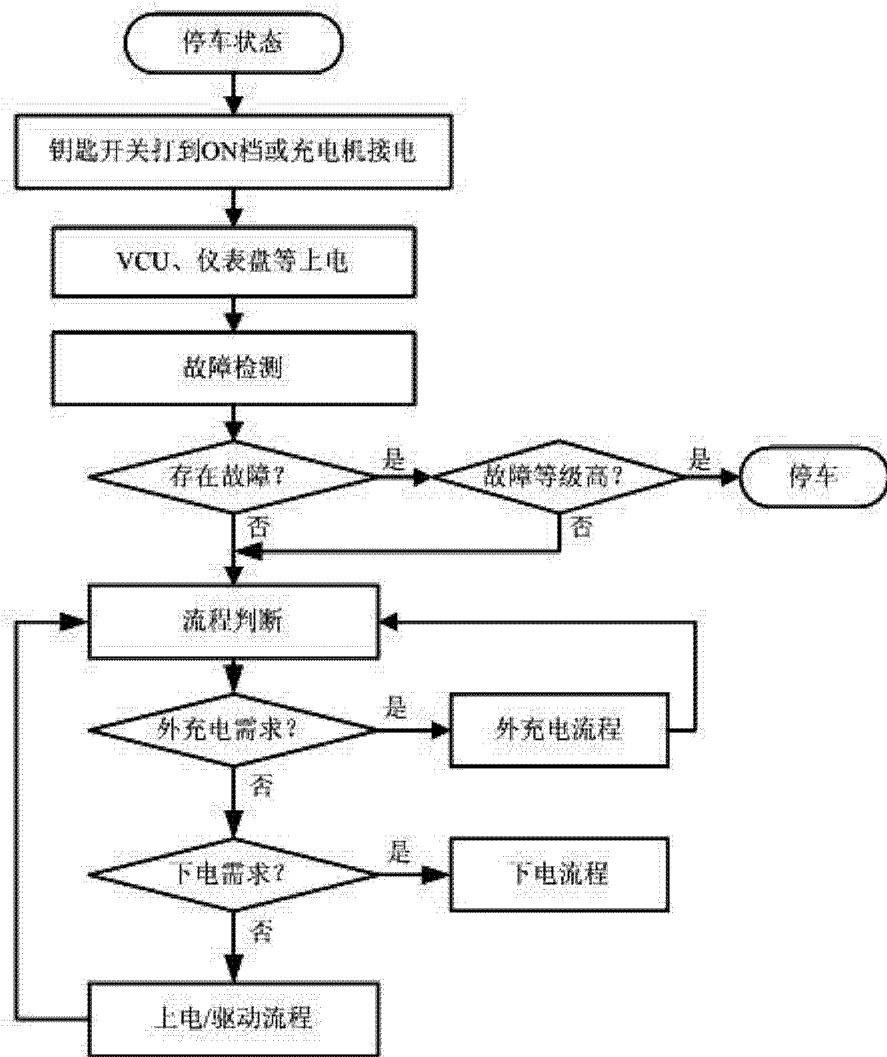 停车状态
钥匙开关打到ON档或充电机接电
VCU、仪表盘等上电
故障检测
存在故障？
是
故障等级高？
是
停车
否
否
流程判断
外充电需求？
是
外充电流程
否
下电需求？
是
下电流程
否
上电/驱动流程